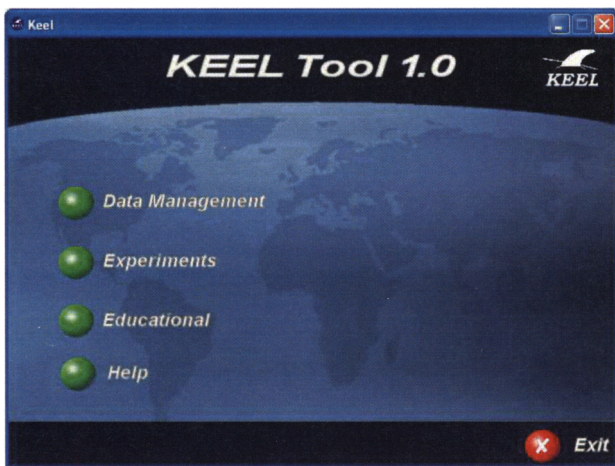 Keel
KEEL Tool 1.0
KEEL
Data Management
Experiments
Educational
Help
Exit